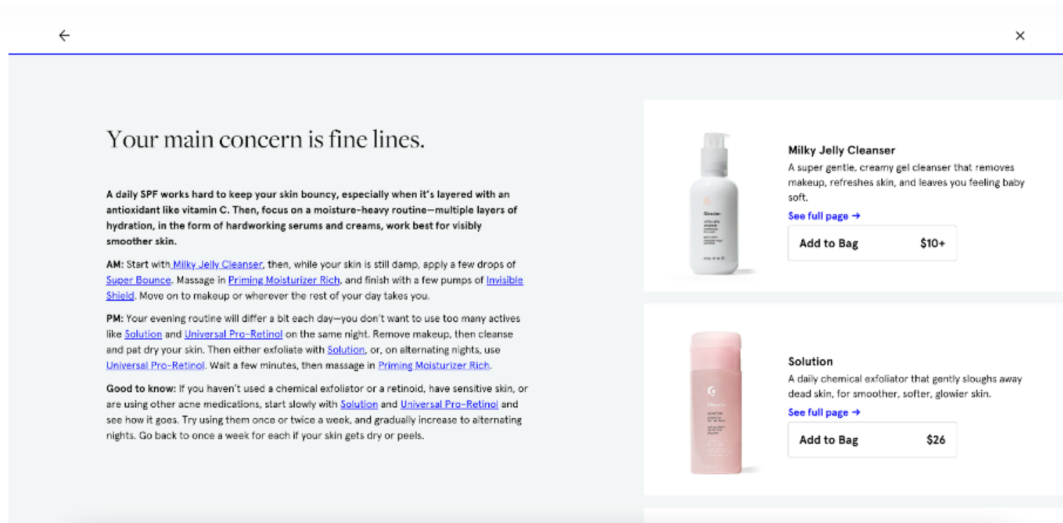 Your main concern is fine lines.
A daily SPF works hard to keep your skin bouncy, especially when it's layered with an
antioxidant like vitamin C. Then, focus on a moisture-heavy routine—multiple layers of
hydration, in the form of hardworking serums and creams, work best for visibly
smoother skin.
AM: Start with Milky Jelly Cleanser, then, while your skin is still damp, apply a few drops of
Super Bounce. Massage in Priming Moisturizer Rich, and finish with a few pumps of Invisible
Shield. Move on to makeup or wherever the rest of your day takes you.
PM: Your evening routine will differ a bit each day—you don't want to use too many actives
like Solution and Universal Pro-Retinol on the same night. Remove makeup, then cleanse
and pat dry your skin. Then either exfoliate with Solution, or, on alternating nights, use
Universal Pro-Retinol. Wait a few minutes, then massage in Priming Moisturizer Rich.
Good to know: If you haven't used a chemical exfoliator or a retinoid, have sensitive skin, or
are using other acne medications, start slowly with Solution and Universal Pro-Retinol and
see how it goes. Try using them once or twice a week, and gradually increase to alternating
nights. Go back to once a week for each if your skin gets dry or peels.
Milky Jelly Cleanser
A super gentle, creamy gel cleanser that removes
makeup, refreshes skin, and leaves you feeling baby
soft.
See full page →
Add to Bag $10+
Solution
A daily chemical exfoliator that gently sloughs away
dead skin, for smoother, softer, glowier skin.
See full page →
Add to Bag $26